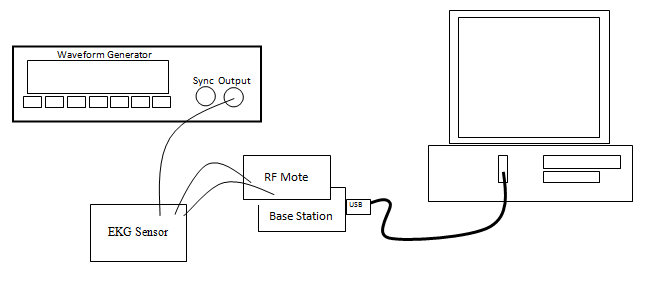 Waveform Generator
Sync Output
RF Mote
USB
Base Station
EKG Sensor